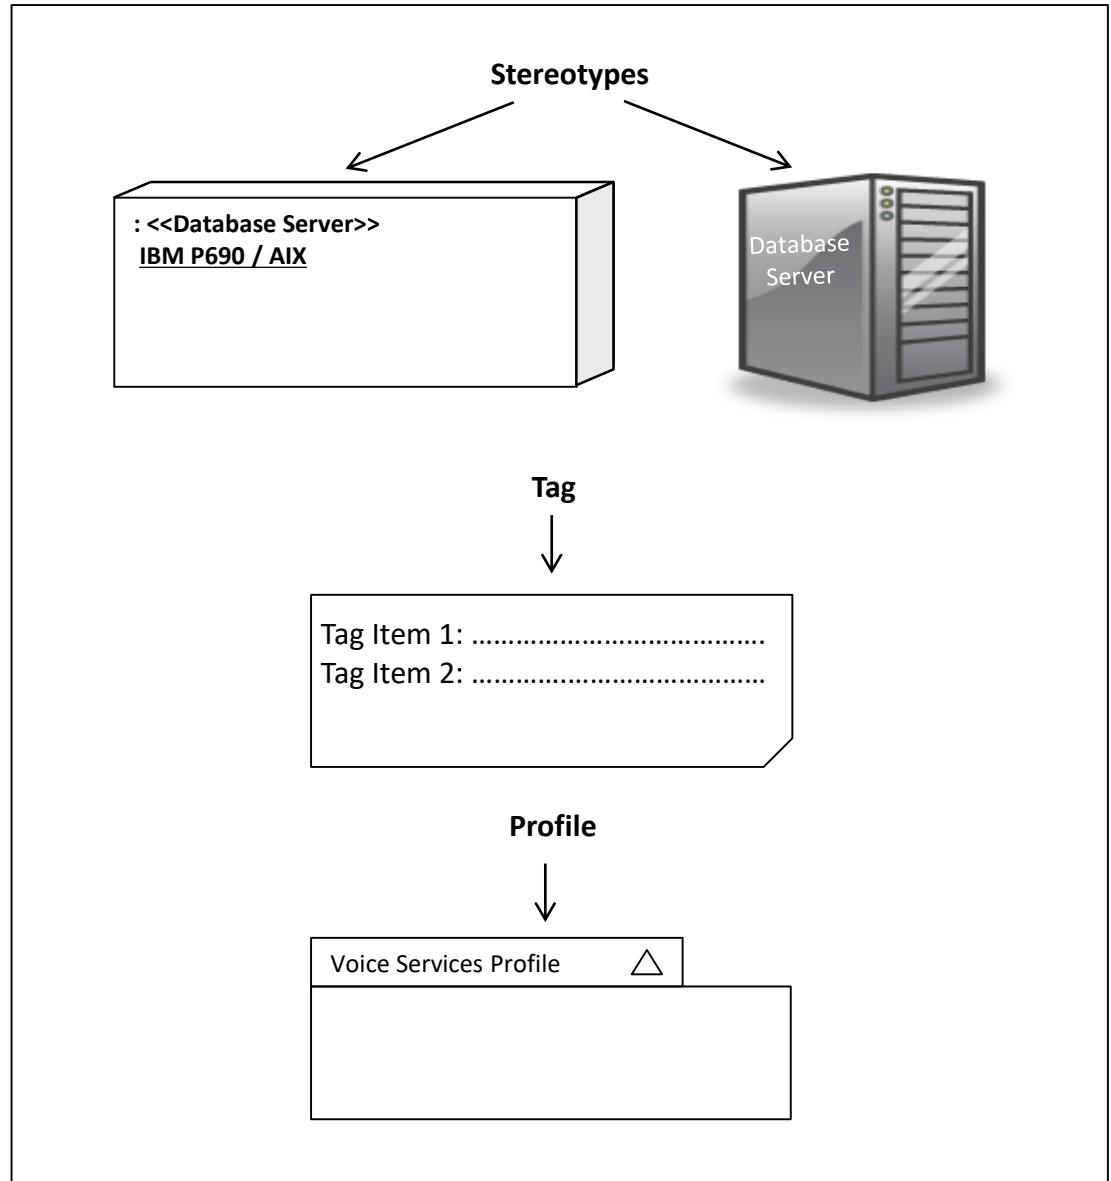 Stereotypes
: <<Database Server>>
IBM P690 / AIX
Database
Server
Tag
Tag Item 1: ………………………………….
Tag Item 2: …………………………………
Profile
Voice Services Profile